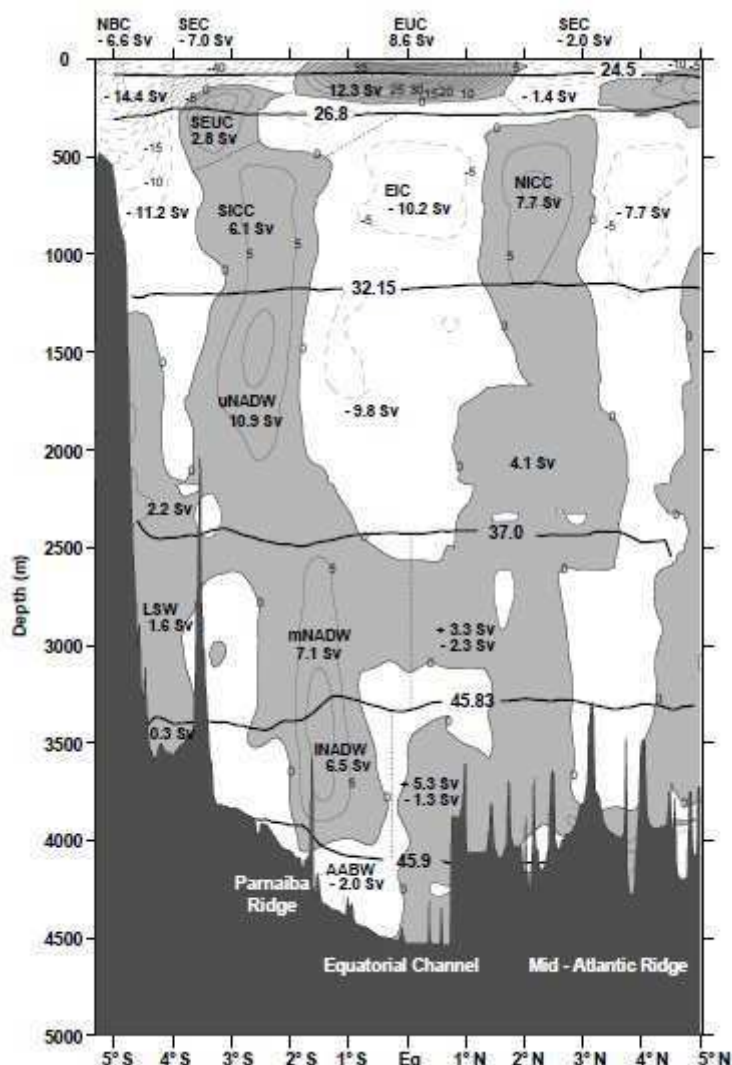 NBC SEC EUC SEC
- 6.6 Sv - 7.0 Sv 8.6 Sv - 2.0 Sv
0
24.5
- 14.4 Sv 12.3 Sv 25 30 15 20 10 - 1.4 Sv
26.8
SEUC
2.8 Sv
500
-15
-10
EIC
- 10.2 Sv
NICC
7.7 Sv
- 7.7 Sv
- 11.2 Sv
SICC
6.1 Sv
1000
32.15
1500
uNADW
10.9 Sv
- 9.8 Sv
2000
4.1 Sv
2.2 Sv
37.0
2500
LSW
1.6 Sv
mNADW
7.1 Sv
+ 3.3 Sv
- 2.3 Sv
3000
45.83
0.3 Sv
3500
lNADW
6.5 Sv
+ 5.3 Sv
- 1.3 Sv
4000
45.9
AABW
- 2.0 Sv
Parnaiba
Ridge
4500
Equatorial Channel Mid - Atlantic Ridge
5000
Depth (m)
5° S 4° S 3° S 2° S 1° S Eq 1° N 2° N 3° N 4° N 5° N